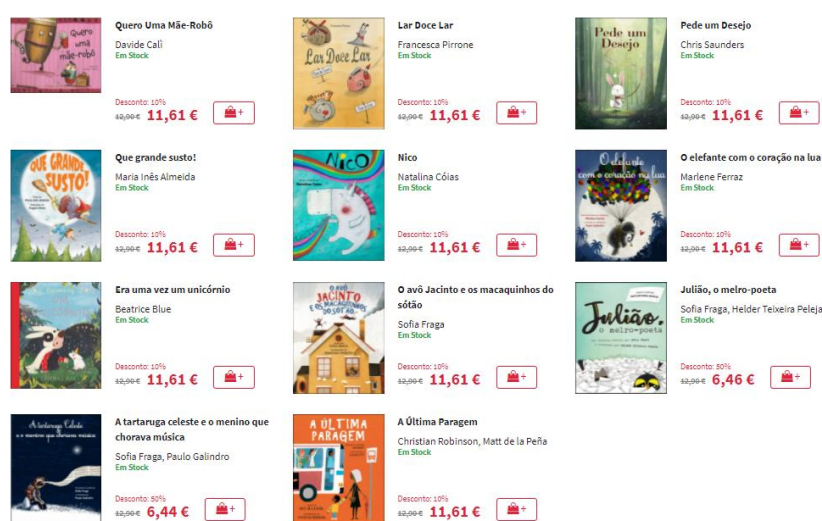 Quero
uma
mãe-robô
Quero Uma Mãe-Robô
Davide Calì
Em Stock
Desconto: 10%
12,90 € 11,61 €
+
Lar Doce Lar
Lar Doce Lar
Francesca Pirrone
Em Stock
Desconto: 10%
12,90 € 11,61 €
+
Pede um
Desejo
Pede um Desejo
Chris Saunders
Em Stock
Desconto: 10%
12,90 € 11,61 €
+
QUE GRANDE
SUSTO!
Que grande susto!
Maria Inês Almeida
Em Stock
Desconto: 10%
12,90 € 11,61 €
+
NICO
Nico
Natalina Cóias
Em Stock
Desconto: 10%
12,90 € 11,61 €
+
O elefante
com o coração na lua
O elefante com o coração na lua
Marlene Ferraz
Em Stock
Desconto: 10%
12,90 € 11,61 €
+
Era uma vez um unicórnio
Beatrice Blue
Em Stock
Desconto: 10%
12,90 € 11,61 €
+
O AVÔ
JACINTO
E OS MACAQUINHOS
DO SÓTÃO
O avô Jacinto e os macaquinhos do
sótão
Sofia Fraga
Em Stock
Desconto: 10%
12,90 € 11,61 €
+
Julião,
o melro-poeta
Julião, o melro-poeta
Sofia Fraga, Helder Teixeira Peleja
Em Stock
Desconto: 50%
12,90 € 6,46 €
+
A tartaruga Celeste
e o menino que chorava música
A tartaruga celeste e o menino que
chorava música
Sofia Fraga, Paulo Galindro
Em Stock
Desconto: 50%
12,90 € 6,44 €
+
A ÚLTIMA
PARAGEM
A Última Paragem
Christian Robinson, Matt de la Peña
Em Stock
Desconto: 10%
12,90 € 11,61 €
+